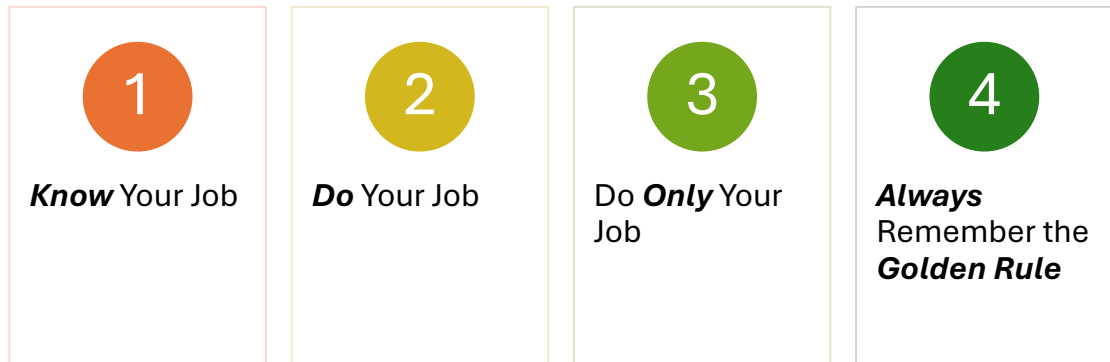 1
Know Your Job
2
Do Your Job
3
Do Only Your
Job
4
Always
Remember the
Golden Rule